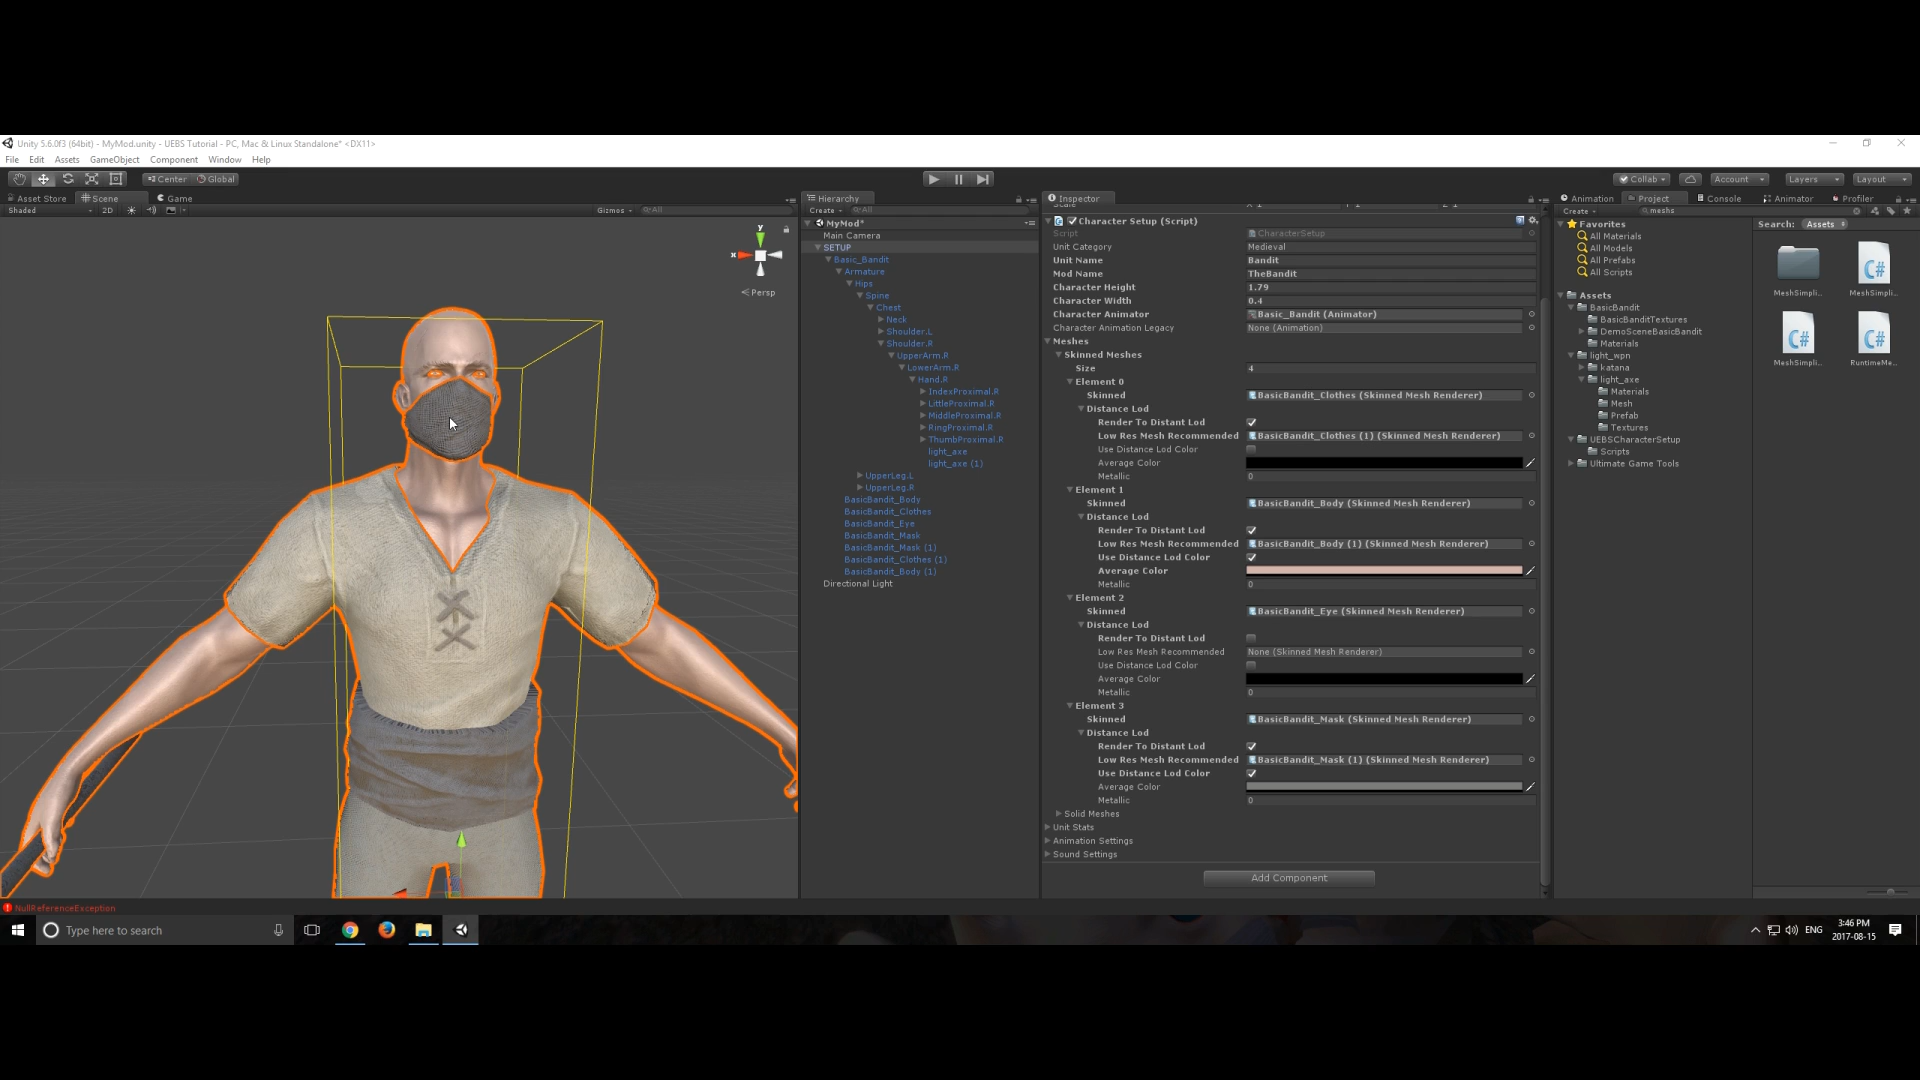 Unity 5.6.0f3 (64bit) - MyMod.unity - UEBS Tutorial - PC, Mac & Linux Standalone* <DX11>
File Edit Assets GameObject Component Window Help
Center Global Collab Account Layers Layout
Asset Store Scene Game
Shaded 2D Gizmos All
y
x
Persp
Hierarchy
Create All
MyMod*
Main Camera
SETUP
Basic_Bandit
Armature
Hips
Spine
Chest
Neck
Shoulder.L
Shoulder.R
UpperArm.R
LowerArm.R
Hand.R
IndexProximal.R
LittleProximal.R
MiddleProximal.R
RingProximal.R
ThumbProximal.R
light_axe
light_axe (1)
UpperLeg.L
UpperLeg.R
BasicBandit_Body
BasicBandit_Clothes
BasicBandit_Eye
BasicBandit_Mask
BasicBandit_Mask (1)
BasicBandit_Clothes (1)
BasicBandit_Body (1)
Directional Light
Inspector
Character Setup (Script)
Script CharacterSetup
Unit Category Medieval
Unit Name Bandit
Mod Name TheBandit
Character Height 1.79
Character Width 0.4
Character Animator Basic_Bandit (Animator)
Character Animation Legacy None (Animation)
Meshes
Skinned Meshes
Size 4
Element 0
Skinned BasicBandit_Clothes (Skinned Mesh Renderer)
Distance Lod
Render To Distant Lod
Low Res Mesh Recommended BasicBandit_Clothes (1) (Skinned Mesh Renderer)
Use Distance Lod Color
Average Color
Metallic 0
Element 1
Skinned BasicBandit_Body (Skinned Mesh Renderer)
Distance Lod
Render To Distant Lod
Low Res Mesh Recommended BasicBandit_Body (1) (Skinned Mesh Renderer)
Use Distance Lod Color
Average Color
Metallic 0
Element 2
Skinned BasicBandit_Eye (Skinned Mesh Renderer)
Distance Lod
Render To Distant Lod
Low Res Mesh Recommended None (Skinned Mesh Renderer)
Use Distance Lod Color
Average Color
Metallic 0
Element 3
Skinned BasicBandit_Mask (Skinned Mesh Renderer)
Distance Lod
Render To Distant Lod
Low Res Mesh Recommended BasicBandit_Mask (1) (Skinned Mesh Renderer)
Use Distance Lod Color
Average Color
Metallic 0
Solid Meshes
Unit Stats
Animation Settings
Sound Settings
Add Component
Animation Project Console Animator Profiler
Create meshs
Favorites
All Materials
All Models
All Prefabs
All Scripts
Assets
BasicBandit
BasicBanditTextures
DemoSceneBasicBandit
Materials
light_wpn
katana
light_axe
Materials
Mesh
Prefab
Textures
UEBSCharacterSetup
Scripts
Ultimate Game Tools
Search: Assets
C#
MeshSimpli... MeshSimpli...
C# C#
MeshSimpli... RuntimeMe...
NullReferenceException
Type here to search
ENG
3:46 PM
2017-08-15